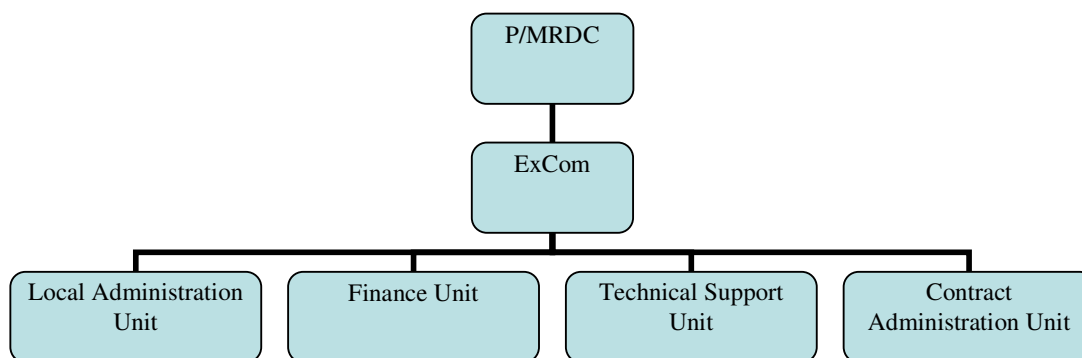 P/MRDC
ExCom
Local Administration
Unit
Finance Unit
Technical Support
Unit
Contract
Administration Unit